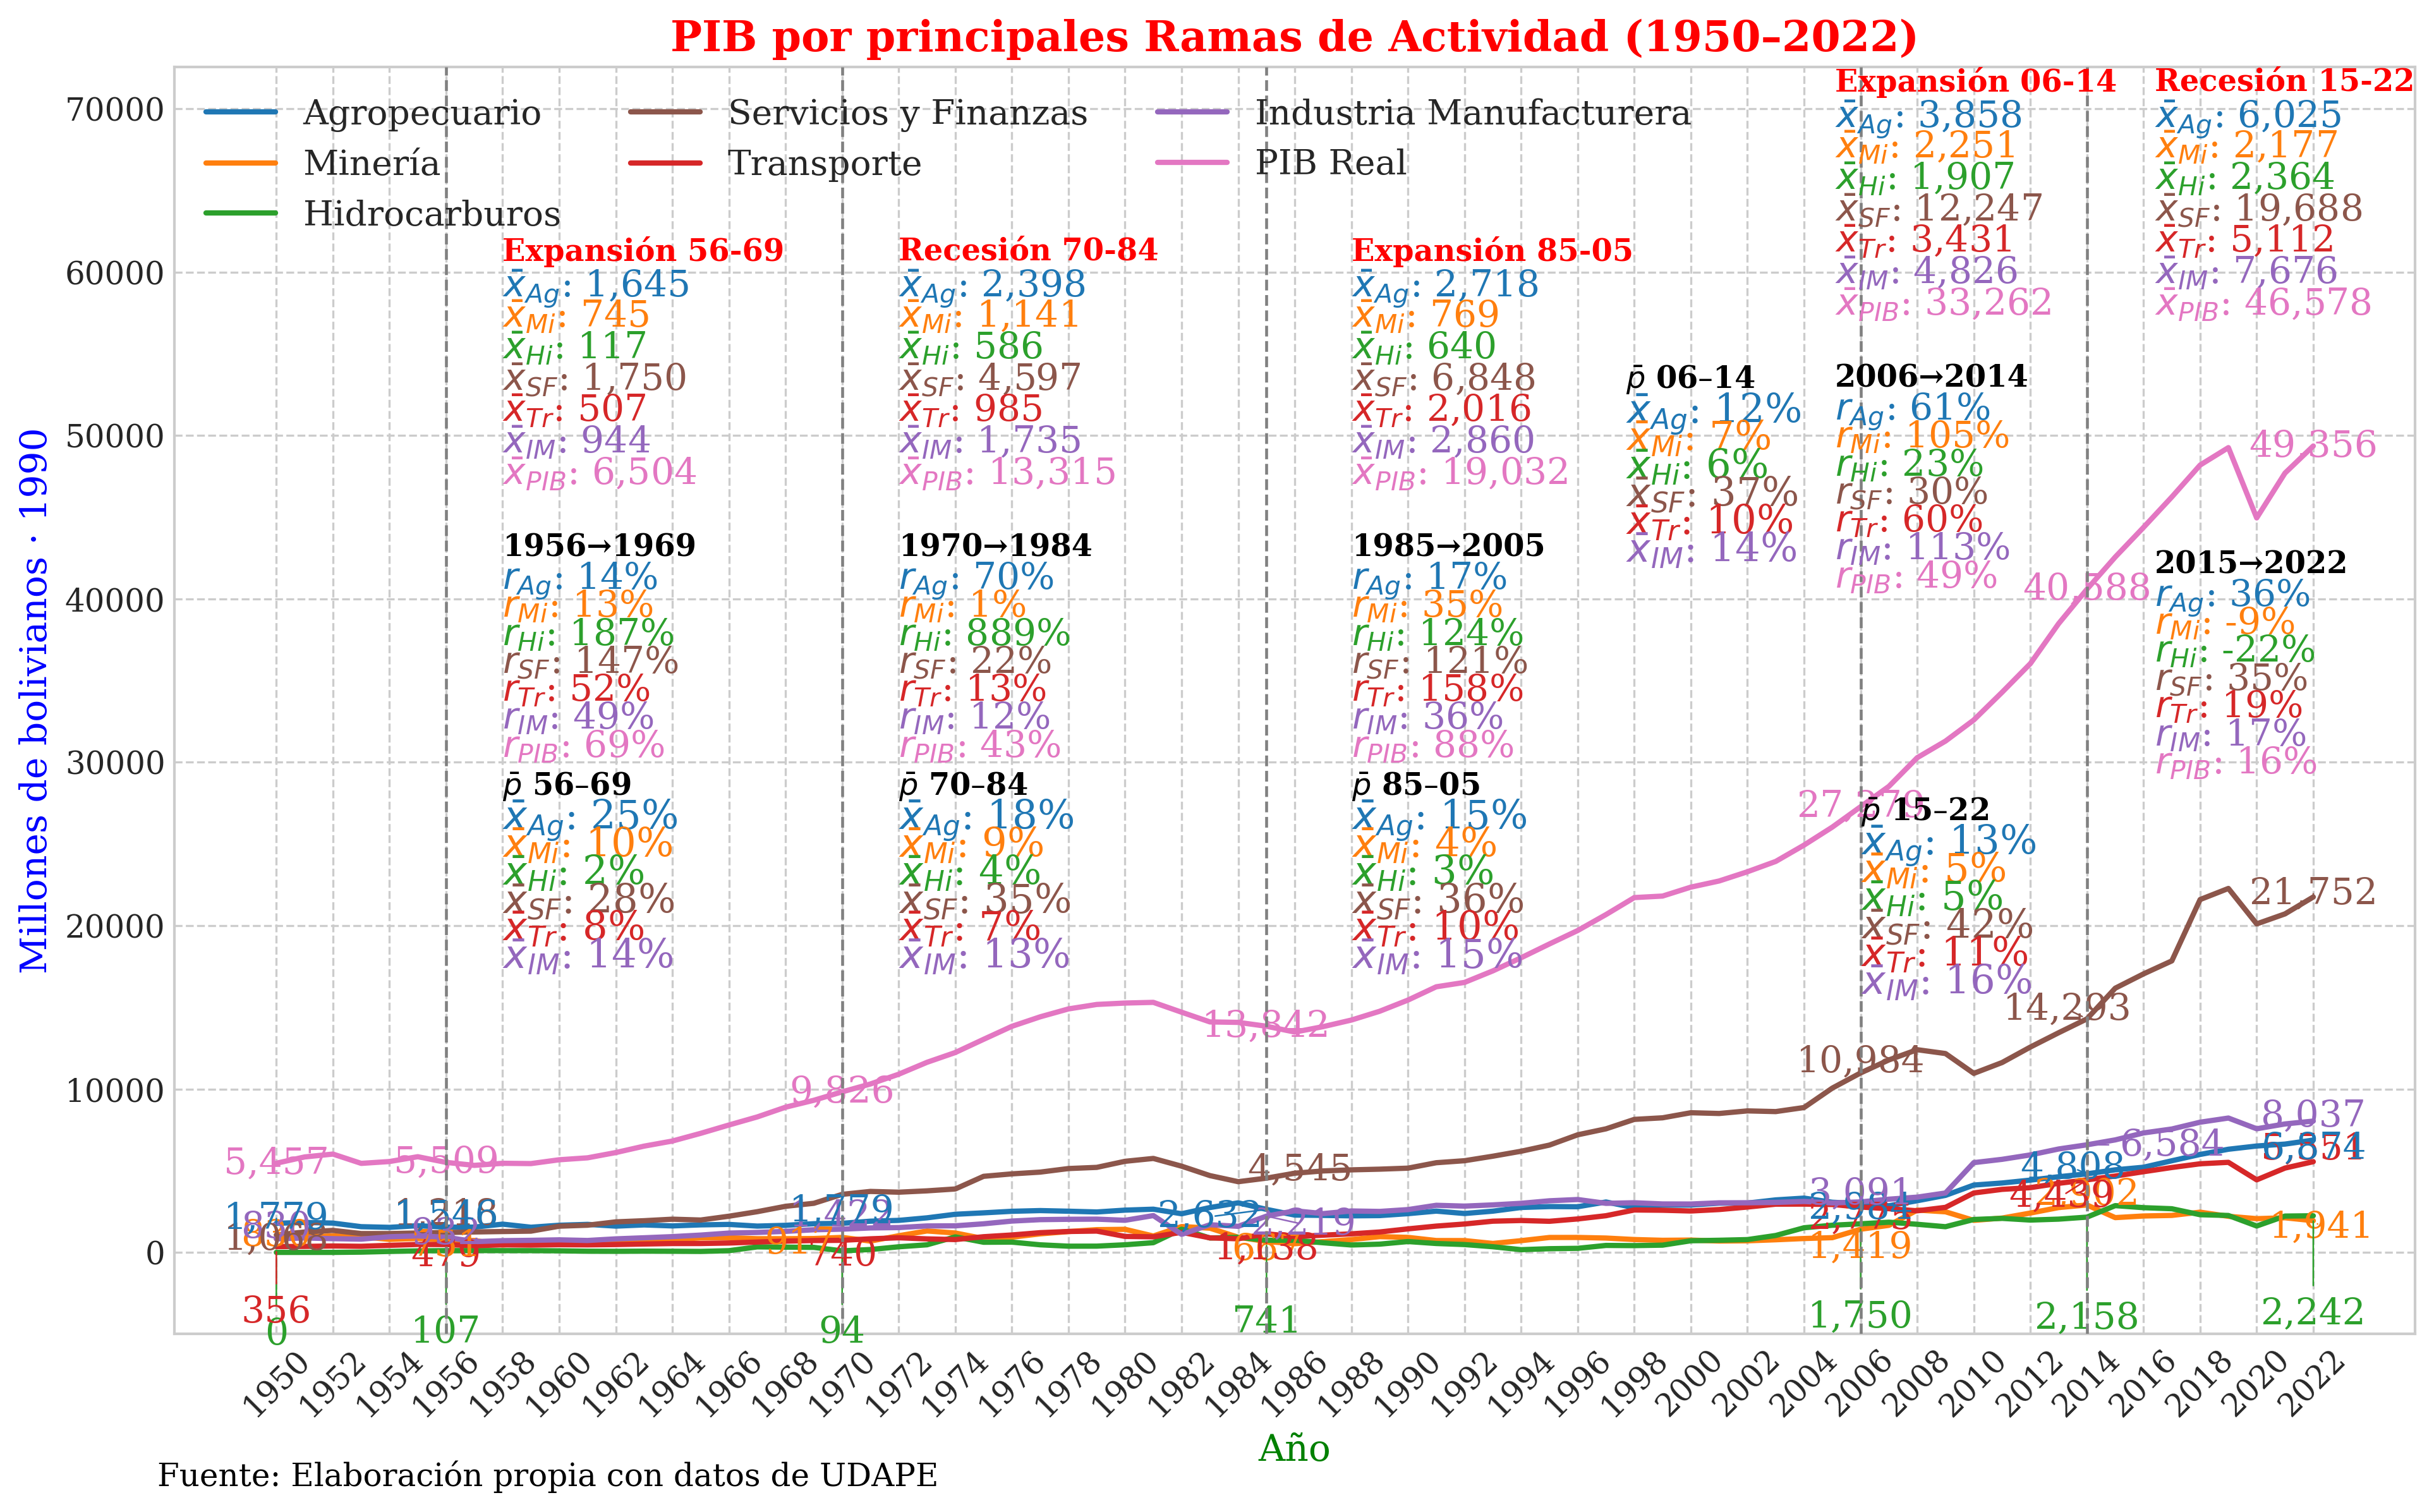 PIB por principales Ramas de Actividad (1950–2022)
Millones de bolivianos · 1990
70000
60000
50000
40000
30000
20000
10000
0
Agropecuario
Minería
Hidrocarburos
Servicios y Finanzas
Transporte
Industria Manufacturera
PIB Real
Expansión 56-69
x̄Ag: 1,645
x̄Mi: 745
x̄Hi: 117
x̄SF: 1,750
x̄Tr: 507
x̄IM: 944
x̄PIB: 6,504
1956→1969
rAg: 14%
rMi: 13%
rHi: 187%
rSF: 147%
rTr: 52%
rIM: 49%
rPIB: 69%
p̄ 56–69
x̄Ag: 25%
x̄Mi: 10%
x̄Hi: 2%
x̄SF: 28%
x̄Tr: 8%
x̄IM: 14%
Recesión 70-84
x̄Ag: 2,398
x̄Mi: 1,141
x̄Hi: 586
x̄SF: 4,597
x̄Tr: 985
x̄IM: 1,735
x̄PIB: 13,315
1970→1984
rAg: 70%
rMi: 1%
rHi: 889%
rSF: 22%
rTr: 13%
rIM: 12%
rPIB: 43%
p̄ 70–84
x̄Ag: 18%
x̄Mi: 9%
x̄Hi: 4%
x̄SF: 35%
x̄Tr: 7%
x̄IM: 13%
Expansión 85-05
x̄Ag: 2,718
x̄Mi: 769
x̄Hi: 640
x̄SF: 6,848
x̄Tr: 2,016
x̄IM: 2,860
x̄PIB: 19,032
1985→2005
rAg: 17%
rMi: 35%
rHi: 124%
rSF: 121%
rTr: 158%
rIM: 36%
rPIB: 88%
p̄ 85–05
x̄Ag: 15%
x̄Mi: 4%
x̄Hi: 3%
x̄SF: 36%
x̄Tr: 10%
x̄IM: 15%
Expansión 06-14
x̄Ag: 3,858
x̄Mi: 2,251
x̄Hi: 1,907
x̄SF: 12,247
x̄Tr: 3,431
x̄IM: 4,826
x̄PIB: 33,262
p̄ 06–14
x̄Ag: 12%
x̄Mi: 7%
x̄Hi: 6%
x̄SF: 37%
x̄Tr: 10%
x̄IM: 14%
2006→2014
rAg: 61%
rMi: 105%
rHi: 23%
rSF: 30%
rTr: 60%
rIM: 113%
rPIB: 49%
Recesión 15-22
x̄Ag: 6,025
x̄Mi: 2,177
x̄Hi: 2,364
x̄SF: 19,688
x̄Tr: 5,112
x̄IM: 7,676
x̄PIB: 46,578
2015→2022
rAg: 36%
rMi: -9%
rHi: -22%
rSF: 35%
rTr: 19%
rIM: 17%
rPIB: 16%
p̄ 15–22
x̄Ag: 13%
x̄Mi: 5%
x̄Hi: 5%
x̄SF: 42%
x̄Tr: 11%
x̄IM: 16%
5,457
5,509
9,826
13,842
27,279
40,588
49,356
4,545
10,984
14,293
21,752
1,779
2,632
2,219
3,091
4,808
6,584
8,037
4,439
1,419
1,941
479
740
1,138
356
0
107
94
741
1,750
2,158
2,242
1950
1952
1954
1956
1958
1960
1962
1964
1966
1968
1970
1972
1974
1976
1978
1980
1982
1984
1986
1988
1990
1992
1994
1996
1998
2000
2002
2004
2006
2008
2010
2012
2014
2016
2018
2020
2022
Año
Fuente: Elaboración propia con datos de UDAPE